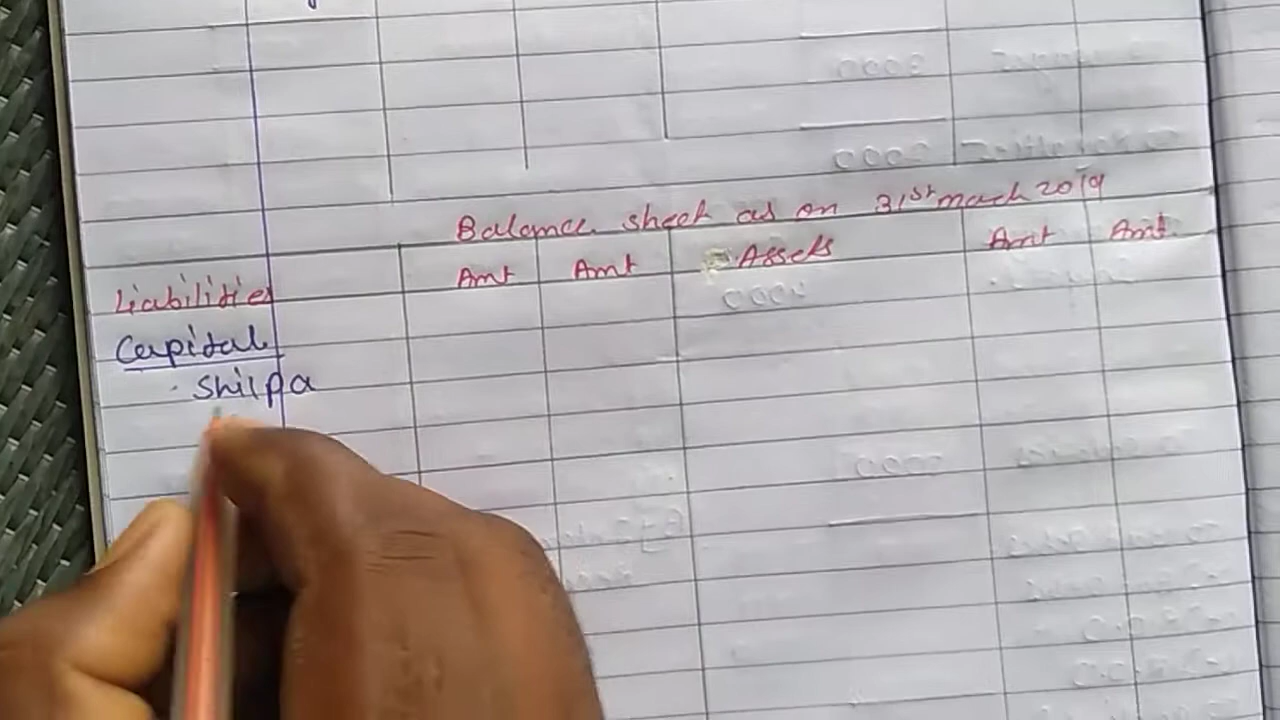 Balance sheet as on 31st march 2019
Liabilities Amt Amt Assets Amt Amt
Capital
Shilpa